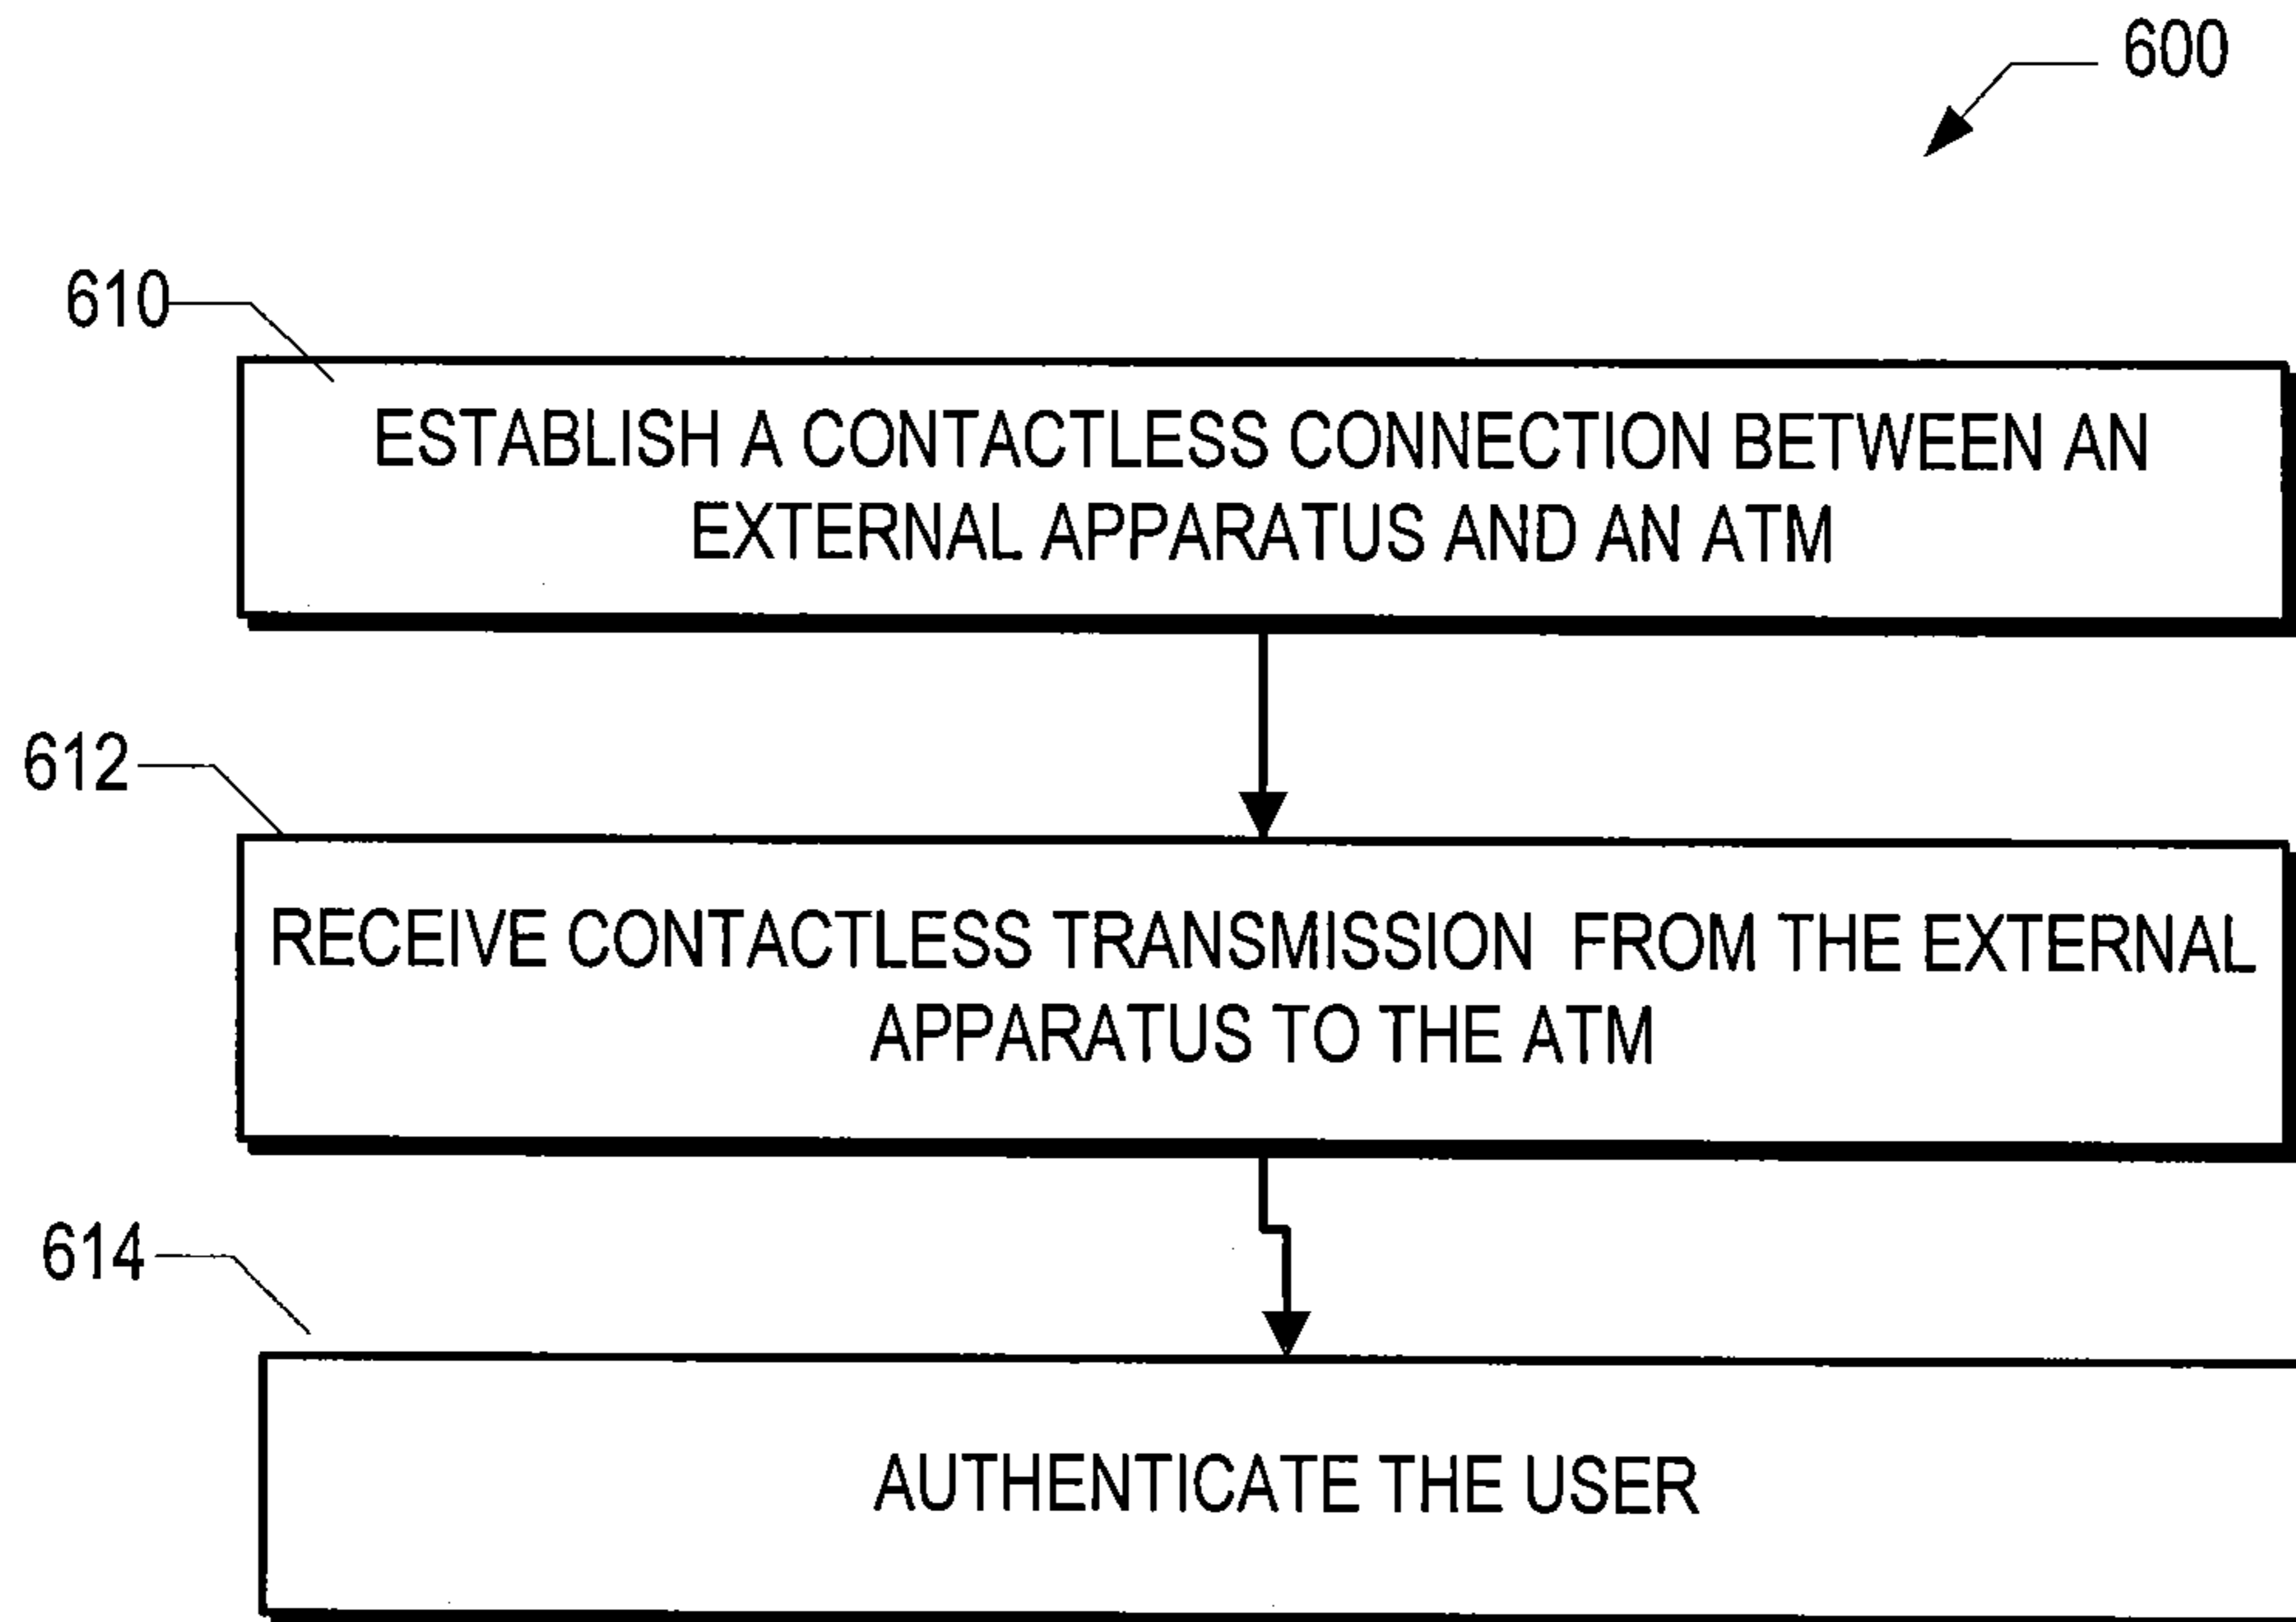 600
610
ESTABLISH A CONTACTLESS CONNECTION BETWEEN AN
EXTERNAL APPARATUS AND AN ATM
612
RECEIVE CONTACTLESS TRANSMISSION FROM THE EXTERNAL
APPARATUS TO THE ATM
614
AUTHENTICATE THE USER